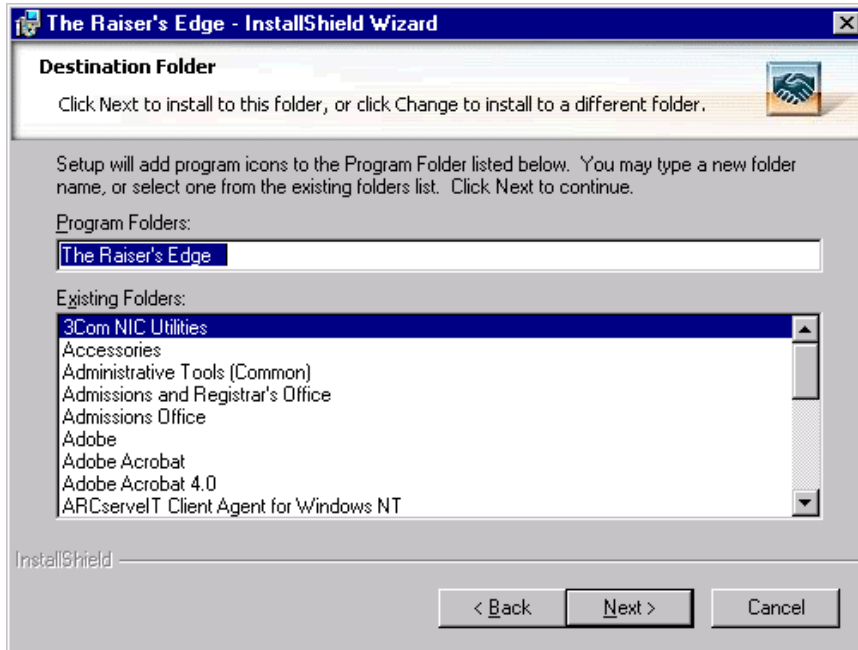 The Raiser's Edge - InstallShield Wizard
Destination Folder
Click Next to install to this folder, or click Change to install to a different folder.
Setup will add program icons to the Program Folder listed below. You may type a new folder
name, or select one from the existing folders list. Click Next to continue.
Program Folders:
The Raiser's Edge
Existing Folders:
3Com NIC Utilities
Accessories
Administrative Tools (Common)
Admissions and Registrar's Office
Admissions Office
Adobe
Adobe Acrobat
Adobe Acrobat 4.0
ARCserveIT Client Agent for Windows NT
InstallShield
< Back Next > Cancel